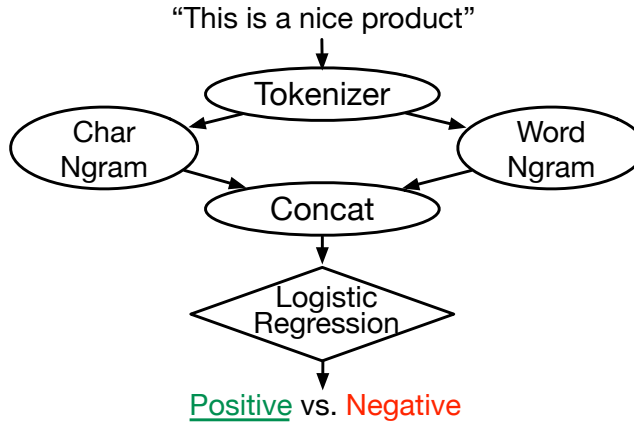 “This is a nice product”
Tokenizer
Char
Ngram
Word
Ngram
Concat
Logistic
Regression
Positive vs. Negative